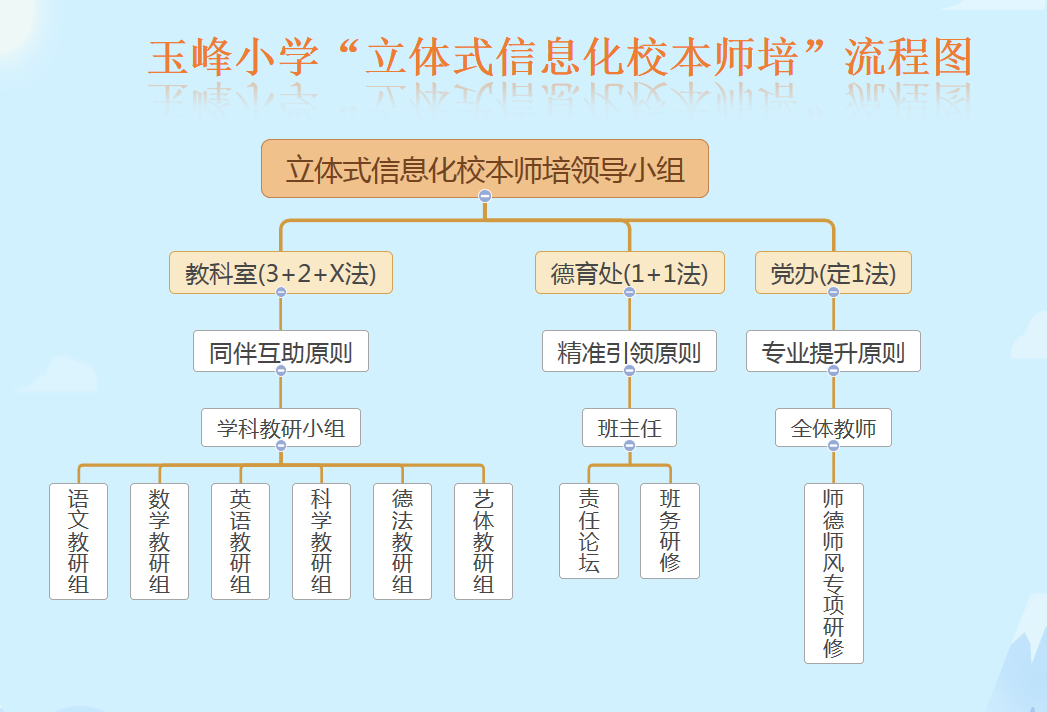 玉峰小学“立体式信息化校本师培”流程图
立体式信息化校本师培领导小组
教科室(3+2+X法)
德育处(1+1法)
党办(定1法)
同伴互助原则
精准引领原则
专业提升原则
学科教研小组
班主任
全体教师
语文教研组
数学教研组
英语教研组
科学教研组
德法教研组
艺体教研组
责任论坛
班务研修
师德师风专项研修